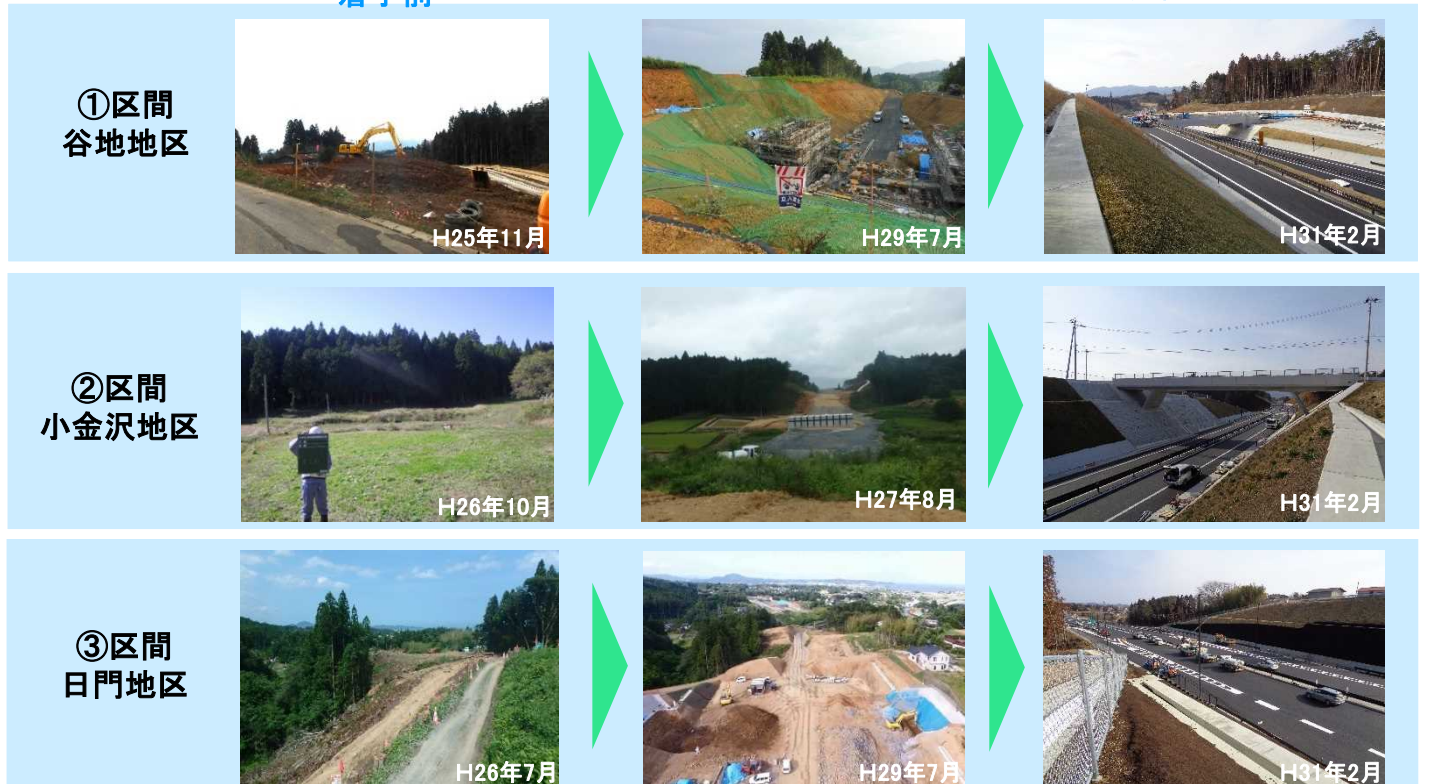 着手前
①区間
谷地地区
H25年11月
H29年7月
H31年2月
②区間
小金沢地区
H26年10月
H27年8月
H31年2月
③区間
日門地区
H26年7月
H29年7月
H31年2月